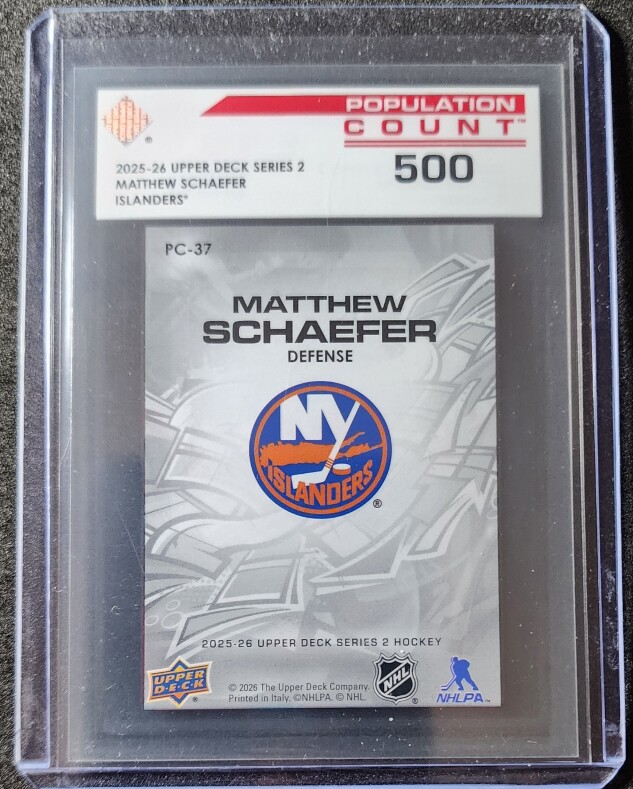 POPULATION
COUNT™
500
®
2025-26 UPPER DECK SERIES 2
MATTHEW SCHAEFER
ISLANDERS®
PC-37
MATTHEW
SCHAEFER
DEFENSE
NY
ISLANDERS
®
2025-26 UPPER DECK SERIES 2 HOCKEY
UPPER
DECK
®
© 2026 The Upper Deck Company.
Printed in Italy. ©NHLPA. © NHL.
NHL
®
NHLPA™